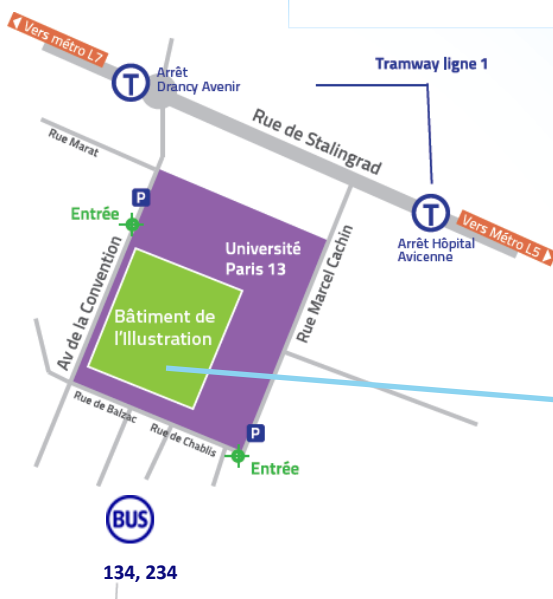 Vers métro L7
T
Arrêt
Drancy Avenir
Tramway ligne 1
Rue de Stalingrad
Rue Marat
T
Arrêt Hôpital
Avicenne
Vers Métro L5
P
Entrée
Av de la Convention
Université
Paris 13
Rue Marcel Cachin
Bâtiment de
l'Illustration
Rue de Balzac
Rue de Chablis
P
Entrée
BUS
134, 234